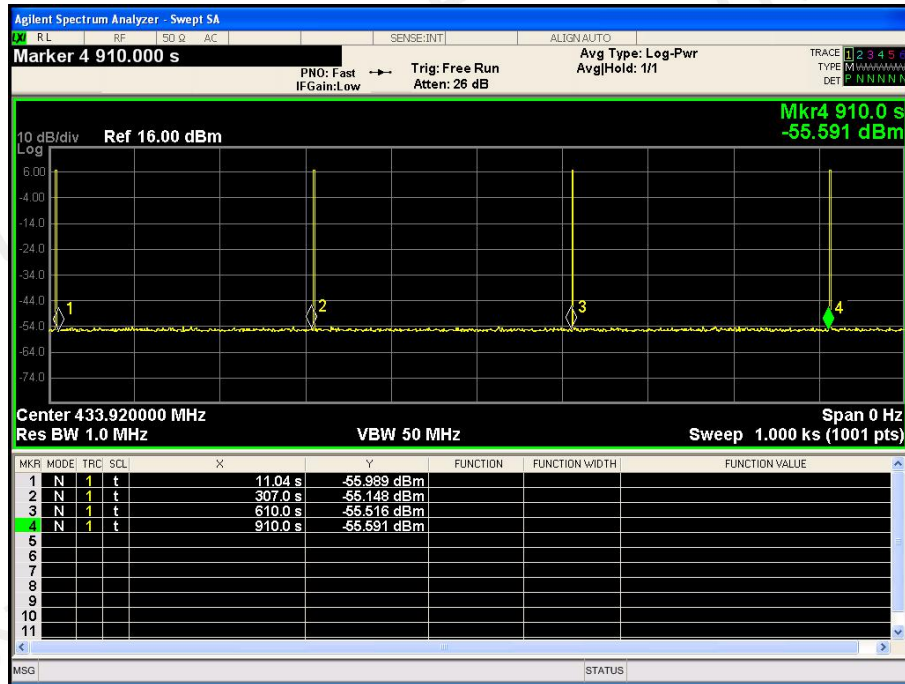 Agilent Spectrum Analyzer - Swept SA
LXI RL RF 50 Ω AC SENSE:INT ALIGN AUTO
Marker 4 910.000 s
PNO: Fast
IFGain:Low
Trig: Free Run
Atten: 26 dB
Avg Type: Log-Pwr
Avg|Hold: 1/1
TRACE 1 2 3 4 5 6
TYPE M
DET P N N N N N
Mkr4 910.0 s
-55.591 dBm
10 dB/div Ref 16.00 dBm
Log
6.00
-4.00
-14.0
-24.0
-34.0
-44.0
-54.0
-64.0
-74.0
1 2 3 4
Center 433.920000 MHz Span 0 Hz
Res BW 1.0 MHz VBW 50 MHz Sweep 1.000 ks (1001 pts)
MKR MODE TRC SCL X Y FUNCTION FUNCTION WIDTH FUNCTION VALUE
1 N 1 t 11.04 s -55.989 dBm
2 N 1 t 307.0 s -55.148 dBm
3 N 1 t 610.0 s -55.516 dBm
4 N 1 t 910.0 s -55.591 dBm
5
6
7
8
9
10
11
MSG STATUS